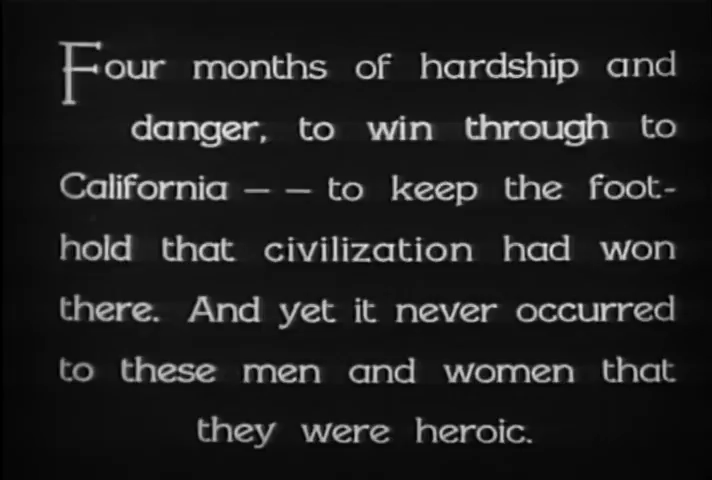 Four months of hardship and
danger, to win through to
California — — to keep the foot-
hold that civilization had won
there. And yet it never occurred
to these men and women that
they were heroic.